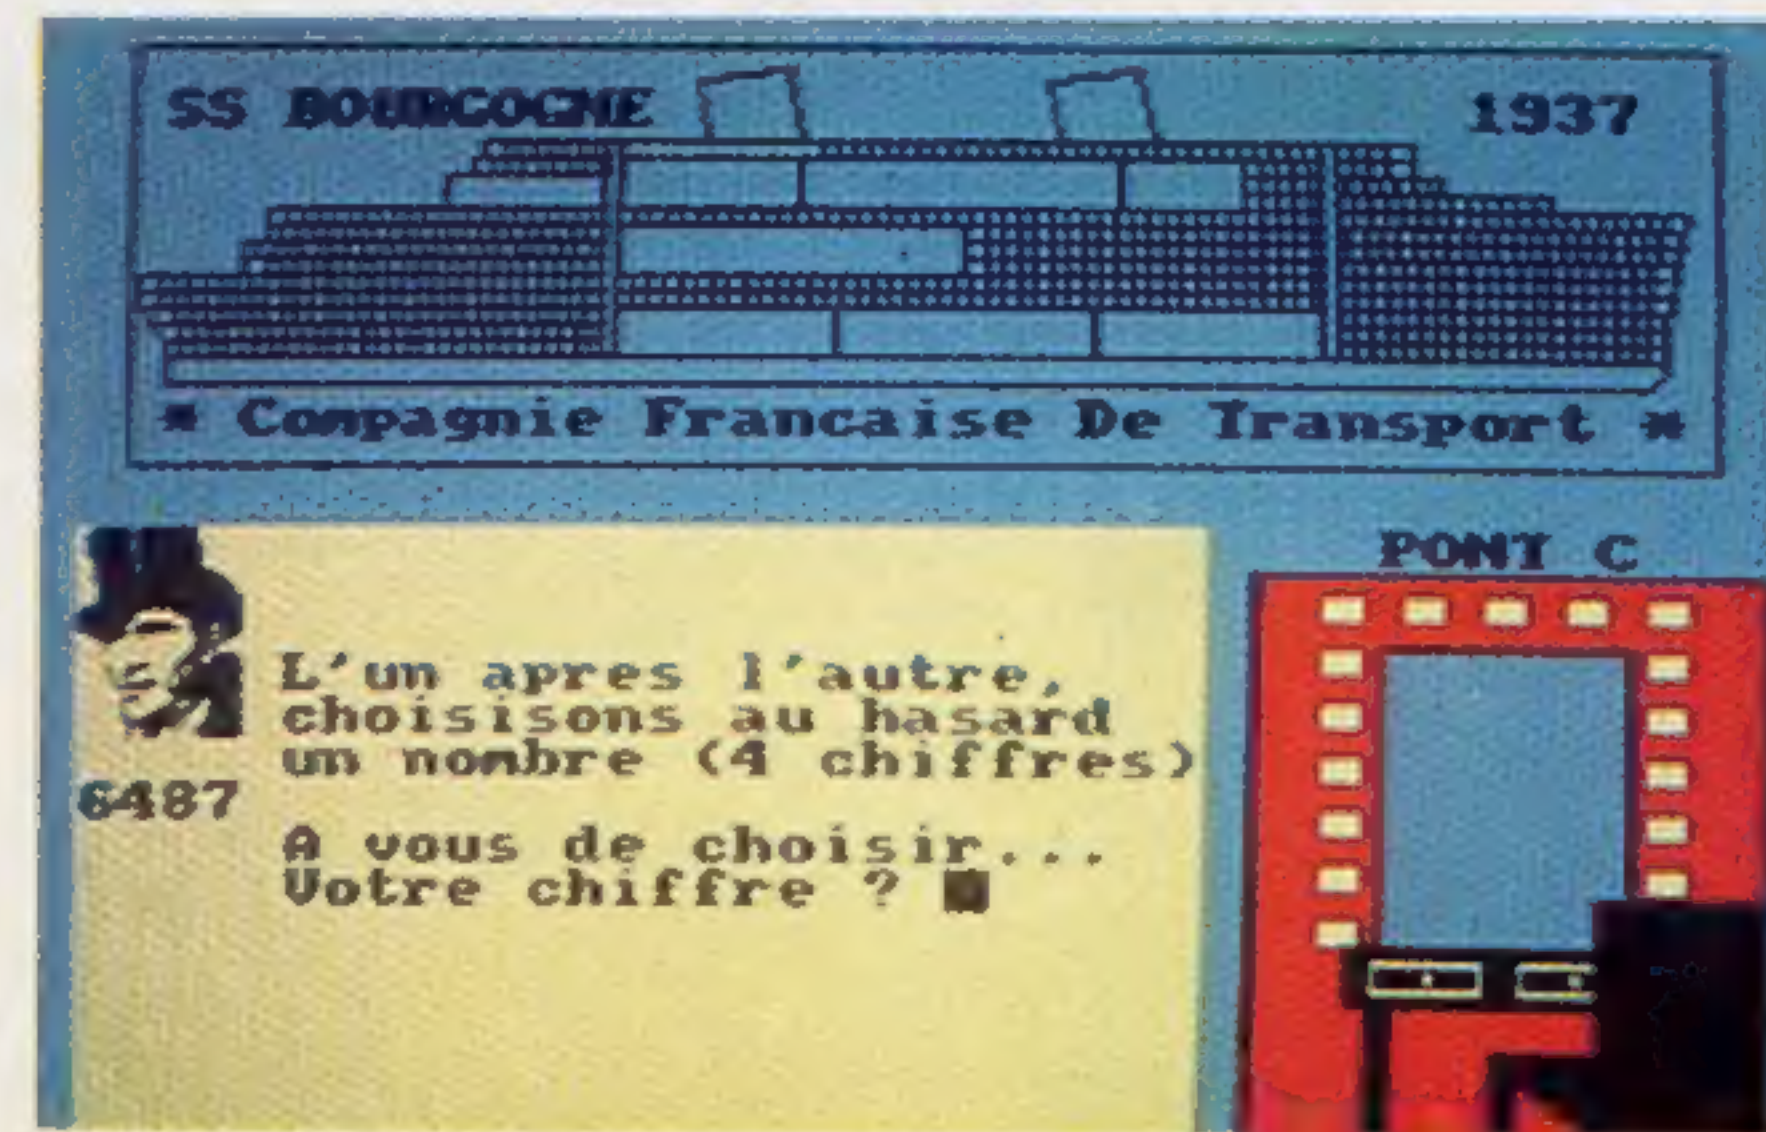 SS BOURGOGNE 1937
* Compagnie Francaise De Transport *
PONT C
L'un apres l'autre,
choisisons au hasard
un nombre (4 chiffres)
6487
A vous de choisir...
Votre chiffre ?